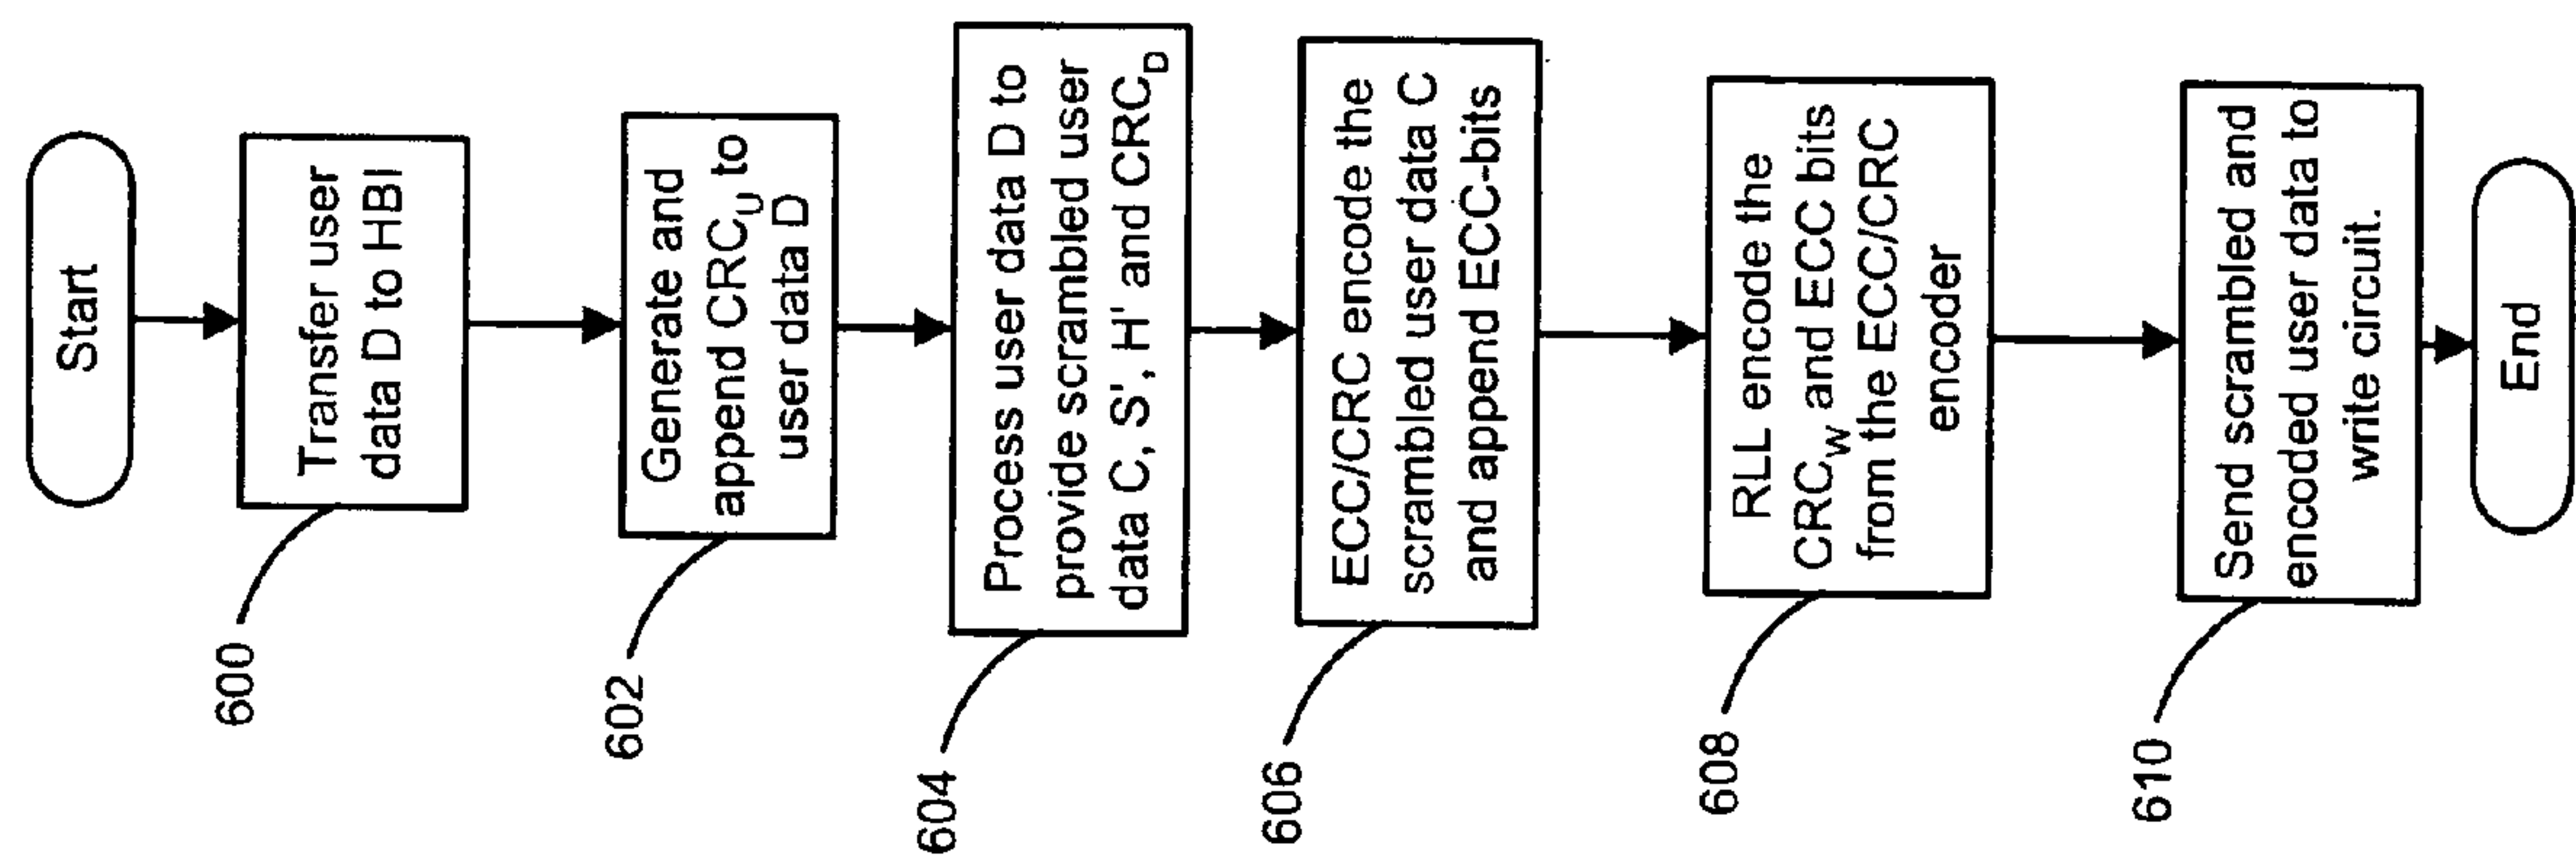 Start
600
Transfer user
data D to HBI
602
Generate and
append CRC_U to
user data D
604
Process user data D to
provide scrambled user
data C, S', H' and CRC_D
606
ECC/CRC encode the
scrambled user data C
and append ECC-bits
608
RLL encode the
CRC_W and ECC bits
from the ECC/CRC
encoder
610
Send scrambled and
encoded user data to
write circuit.
End